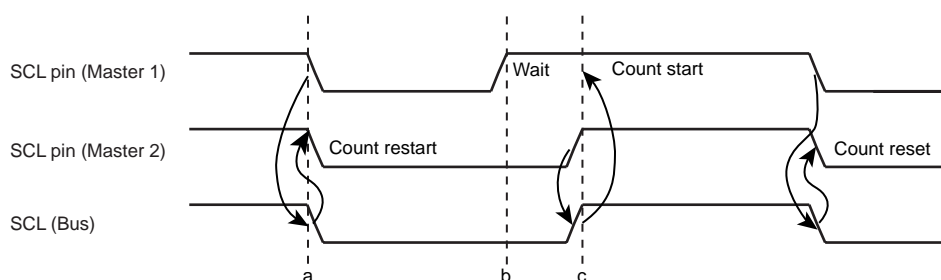 SCL pin (Master 1)
Wait
Count start
SCL pin (Master 2)
Count restart
Count reset
SCL (Bus)
a
b
c